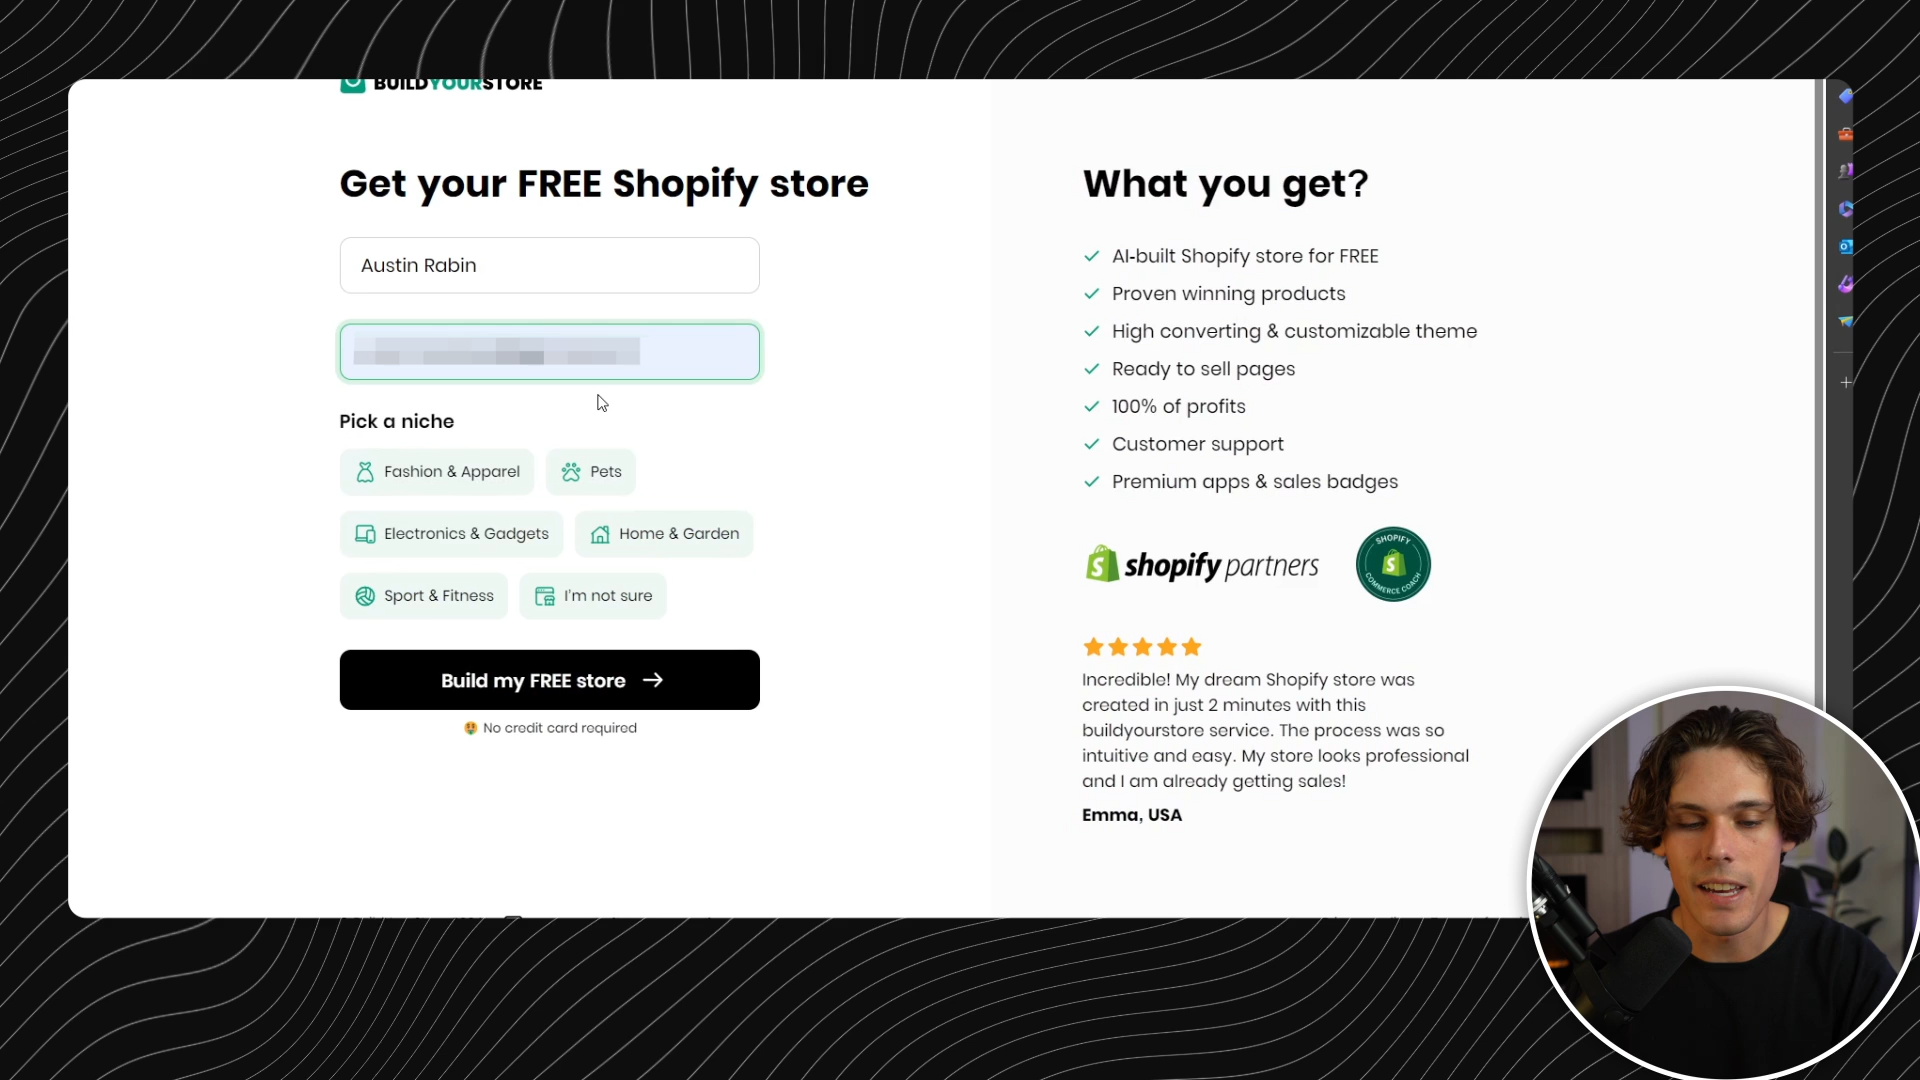 BUILDYOURSTORE
Get your FREE Shopify store
Austin Rabin
Pick a niche
Fashion & Apparel
Pets
Electronics & Gadgets
Home & Garden
Sport & Fitness
I'm not sure
Build my FREE store
No credit card required
What you get?
AI-built Shopify store for FREE
Proven winning products
High converting & customizable theme
Ready to sell pages
100% of profits
Customer support
Premium apps & sales badges
shopify partners
SHOPIFY
COMMERCE COACH
Incredible! My dream Shopify store was
created in just 2 minutes with this
buildyourstore service. The process was so
intuitive and easy. My store looks professional
and I am already getting sales!
Emma, USA